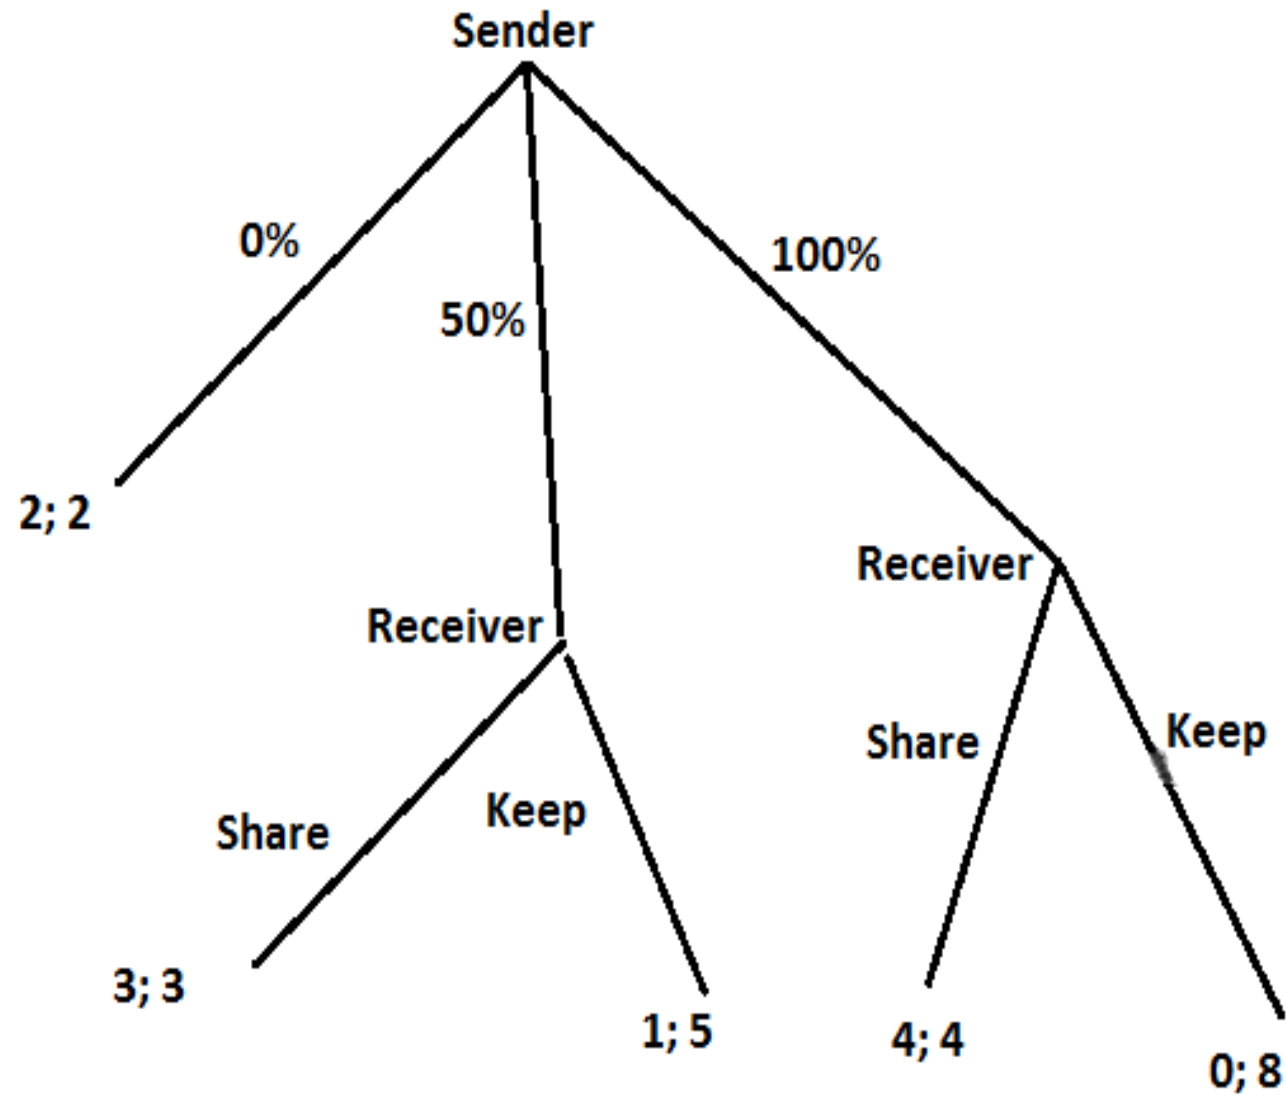 Sender
0%
50%
100%
2; 2
Receiver
Receiver
Share
Keep
Share
Keep
3; 3
1; 5
4; 4
0; 8